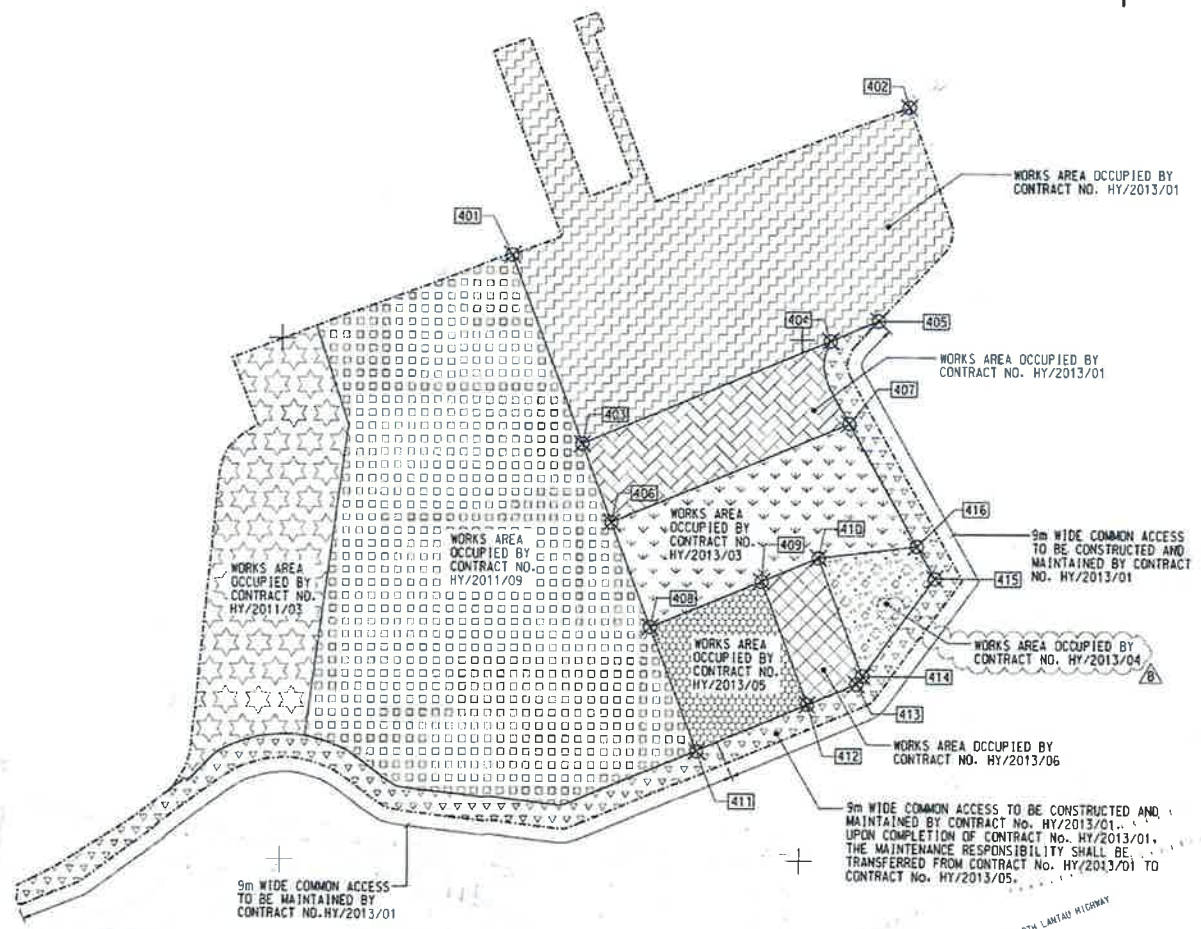 402
WORKS AREA OCCUPIED BY
CONTRACT NO. HY/2013/01
401
404
405
WORKS AREA OCCUPIED BY
CONTRACT NO. HY/2013/01
407
403
406
WORKS AREA
OCCUPIED BY
CONTRACT NO.
HY/2013/03
410
409
416
9m WIDE COMMON ACCESS
TO BE CONSTRUCTED AND
MAINTAINED BY CONTRACT
NO. HY/2013/01
415
WORKS AREA
OCCUPIED BY
CONTRACT NO.
HY/2011/09
WORKS AREA
OCCUPIED BY
CONTRACT NO.
HY/2011/03
408
WORKS AREA
OCCUPIED BY
CONTRACT NO.
HY/2013/05
WORKS AREA OCCUPIED BY
CONTRACT NO. HY/2013/04
B
414
413
412
WORKS AREA OCCUPIED BY
CONTRACT NO. HY/2013/06
411
9m WIDE COMMON ACCESS TO BE CONSTRUCTED AND
MAINTAINED BY CONTRACT No. HY/2013/01.
UPON COMPLETION OF CONTRACT No. HY/2013/01,
THE MAINTENANCE RESPONSIBILITY SHALL BE
TRANSFERRED FROM CONTRACT No. HY/2013/01 TO
CONTRACT No. HY/2013/05.
9m WIDE COMMON ACCESS
TO BE MAINTAINED BY
CONTRACT NO.HY/2013/01
LANTAU HIGHWAY